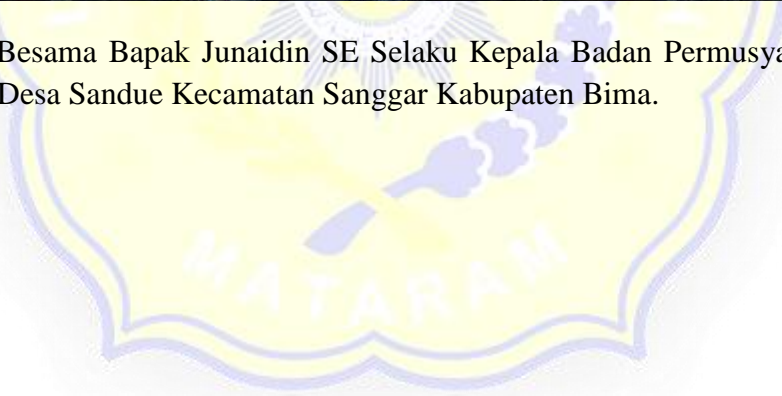 Besama Bapak Junaidin SE Selaku Kepala Badan Permusya
Desa Sandue Kecamatan Sanggar Kabupaten Bima.
MATARAM